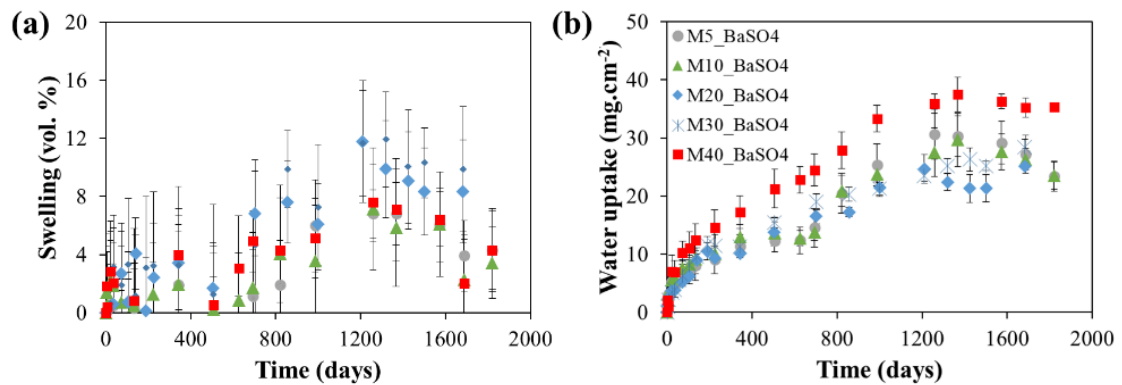 (a)
Swelling (vol. %)
20
16
12
8
4
0
0 400 800 1200 1600 2000
Time (days)
(b)
Water uptake (mg.cm-2)
50
40
30
20
10
0
M5_BaSO4
M10_BaSO4
M20_BaSO4
M30_BaSO4
M40_BaSO4
0 400 800 1200 1600 2000
Time (days)